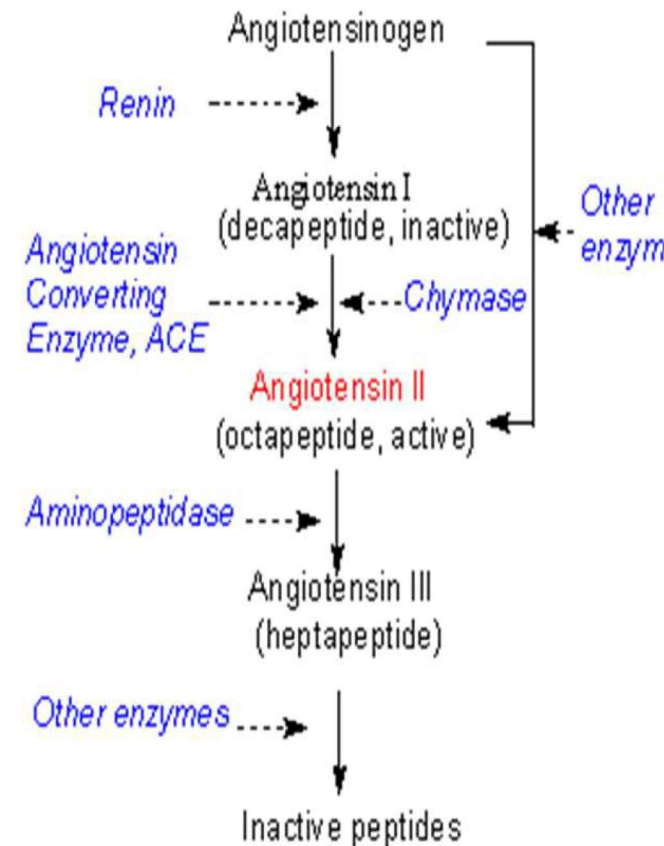 Angiotensinogen
Renin
Angiotensin I
(decapeptide, inactive)
Other
enzym
Angiotensin
Converting
Enzyme, ACE
Chymase
Angiotensin II
(octapeptide, active)
Aminopeptidase
Angiotensin III
(heptapeptide)
Other enzymes
Inactive peptides